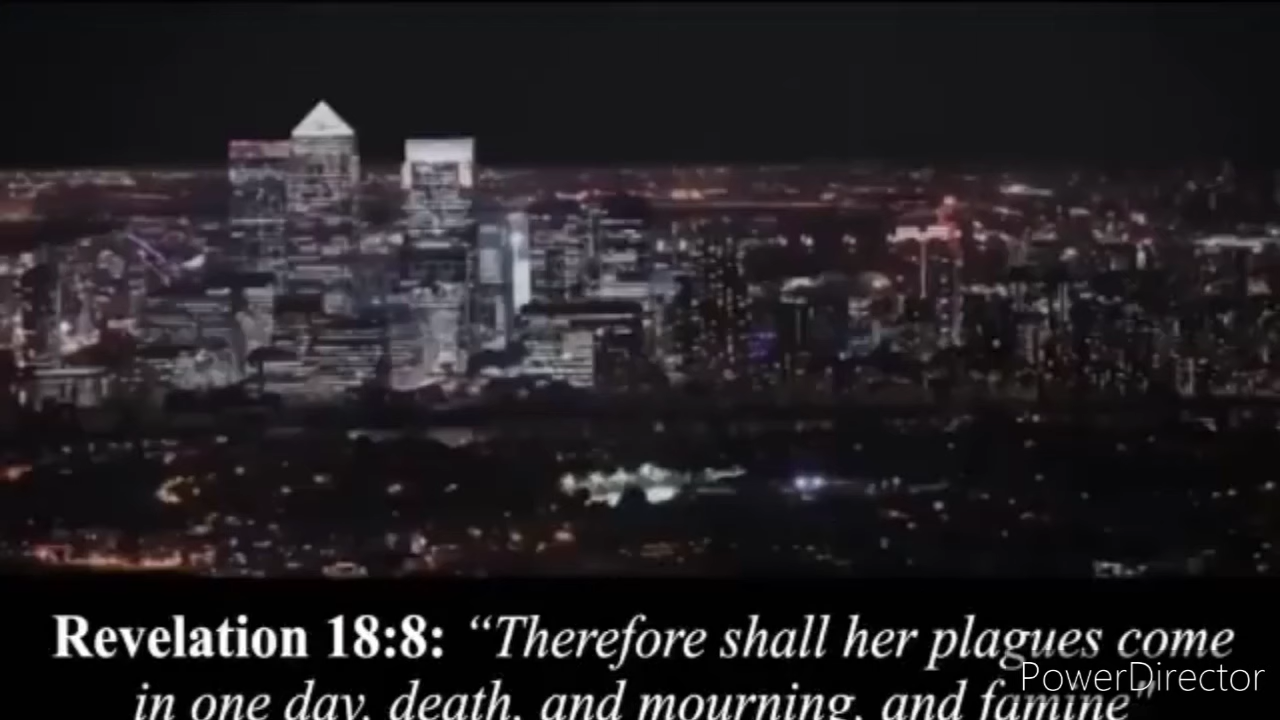 Revelation 18:8: “Therefore shall her plagues come
in one day, death, and mourning, and famine”
PowerDirector